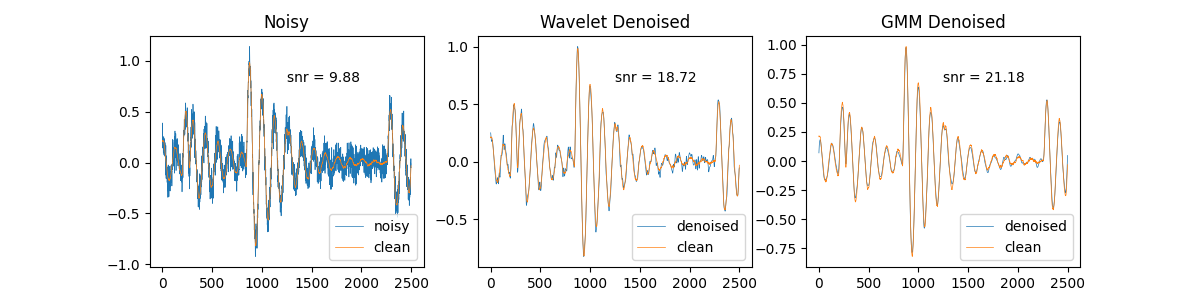 Noisy
1.0
0.5
0.0
−0.5
−1.0
snr = 9.88
noisy
clean
0 500 1000 1500 2000 2500
Wavelet Denoised
1.0
0.5
0.0
−0.5
snr = 18.72
denoised
clean
0 500 1000 1500 2000 2500
GMM Denoised
1.00
0.75
0.50
0.25
0.00
−0.25
−0.50
−0.75
snr = 21.18
denoised
clean
0 500 1000 1500 2000 2500